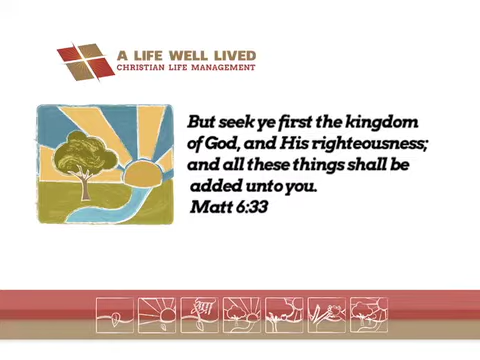 A LIFE WELL LIVED
CHRISTIAN LIFE MANAGEMENT
But seek ye first the kingdom
of God, and His righteousness;
and all these things shall be
added unto you.
Matt 6:33